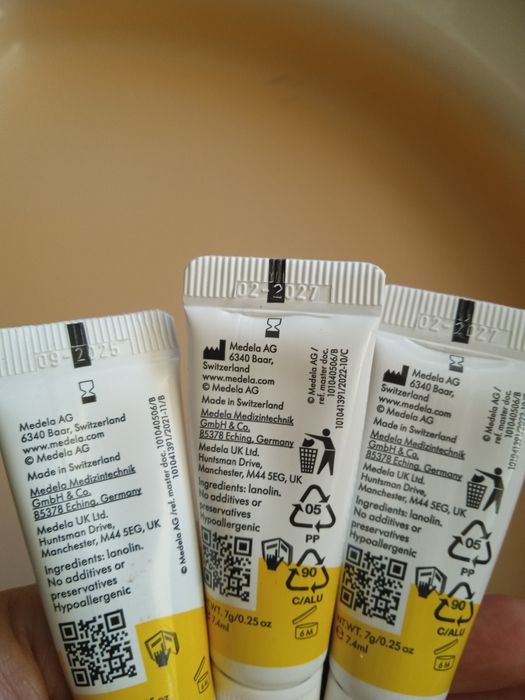 09-2025
Medela AG
6340 Baar, Switzerland
www.medela.com
© Medela AG
Made in Switzerland
Medela Medizintechnik
GmbH & Co.
85378 Eching, Germany
Medela UK Ltd.
Huntsman Drive,
Manchester, M44 5EG, UK
Ingredients: lanolin.
No additives or
preservatives
Hypoallergenic
© Medela AG /ref. master doc. 101040506/B
101041391/2021-11/B
02-2027
Medela AG
6340 Baar,
Switzerland
www.medela.com
© Medela AG
Made in Switzerland
Medela Medizintechnik
GmbH & Co.
85378 Eching, Germany
Medela UK Ltd.
Huntsman Drive,
Manchester, M44 5EG, UK
Ingredients: lanolin.
No additives or
preservatives
Hypoallergenic
© Medela AG /
ref. master doc. 101040506/B
101041391/2022-10/C
05
PP
90
C/ALU
6 M
WT. 7g/0.25 oz
℮ 7.4ml
02-2027
Medela AG
6340 Baar,
Switzerland
www.medela.com
© Medela AG
Made in Switzerland
Medela Medizintechnik
GmbH & Co.
85378 Eching, Germany
Medela UK Ltd.
Huntsman Drive,
Manchester, M44 5EG, UK
Ingredients: lanolin.
No additives or
preservatives
Hypoallergenic
© Medela AG /
ref. master doc.
05
PP
90
C/ALU
6 M
WT. 7g/0.25 oz
℮ 7.4ml